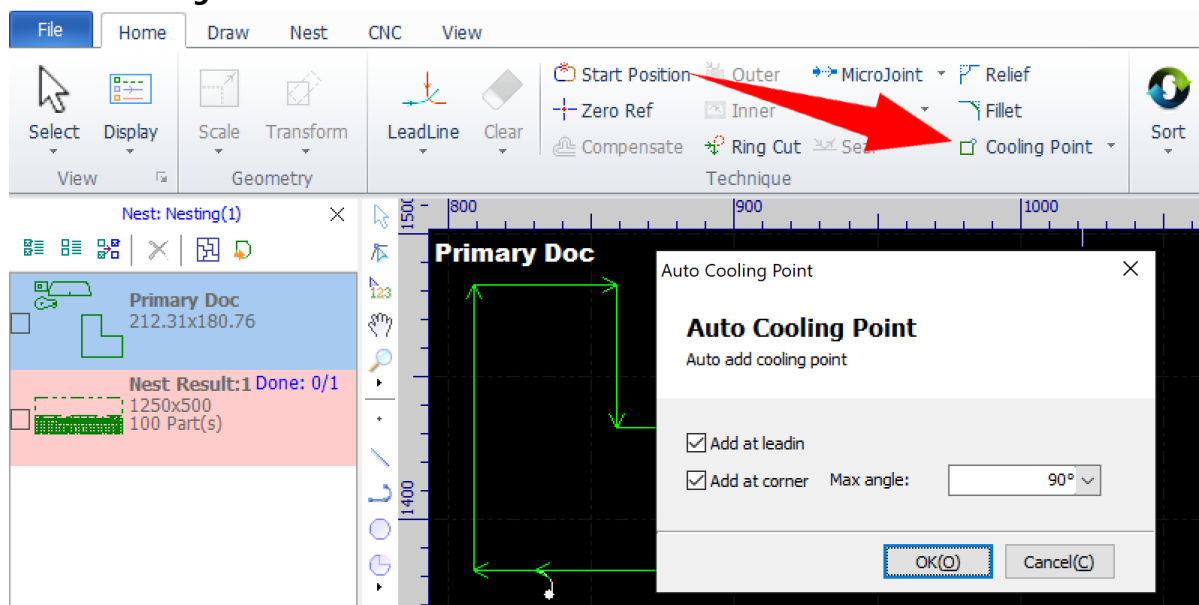 File Home Draw Nest CNC View
Start Position Outer MicroJoint Relief
Zero Ref Inner Fillet
Select Display Scale Transform LeadLine Clear Sort
Compensate Ring Cut Cooling Point
View Geometry Technique
Nest: Nesting(1)
1500 800 900 1000
Primary Doc
212.31x180.76
Nest Result:1 Done: 0/1
1250x500
100 Part(s)
123
1400
Primary Doc
Auto Cooling Point
Auto Cooling Point
Auto add cooling point
Add at leadin
Add at corner Max angle: 90°
OK(O) Cancel(C)